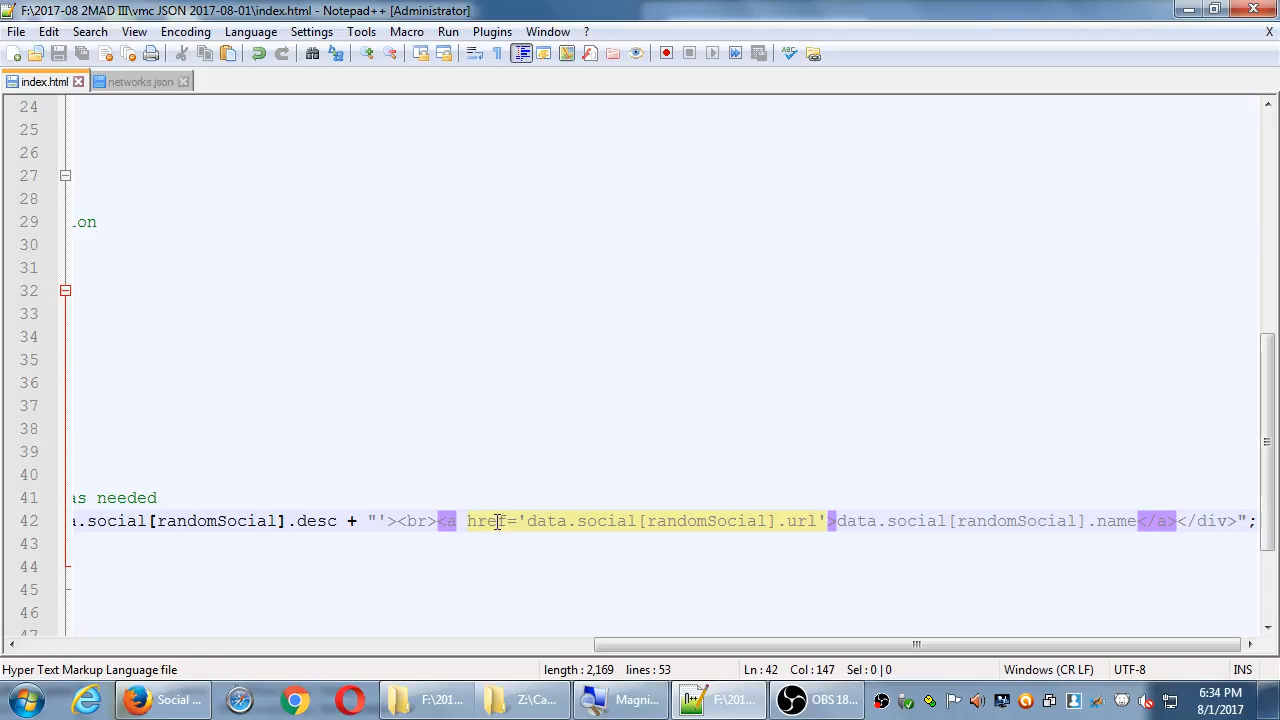 F:\2017-08 2MAD III\vmc JSON 2017-08-01\index.html - Notepad++ [Administrator]
File Edit Search View Encoding Language Settings Tools Macro Run Plugins Window ? X
index.html networks.json
24
25
26
27
28
29 ion
30
31
32
33
34
35
36
37
38
39
40
41 as needed
42 a.social[randomSocial].desc + "'><br><a href='data.social[randomSocial].url'>data.social[randomSocial].name</a></div>";
43
44
45
46
47
Hyper Text Markup Language file length : 2,169 lines : 53 Ln : 42 Col : 147 Sel : 0 | 0 Windows (CR LF) UTF-8 INS
Social ... F:\201... Z:\Ca... Magni... F:\201... OBS 18... 6:34 PM
8/1/2017